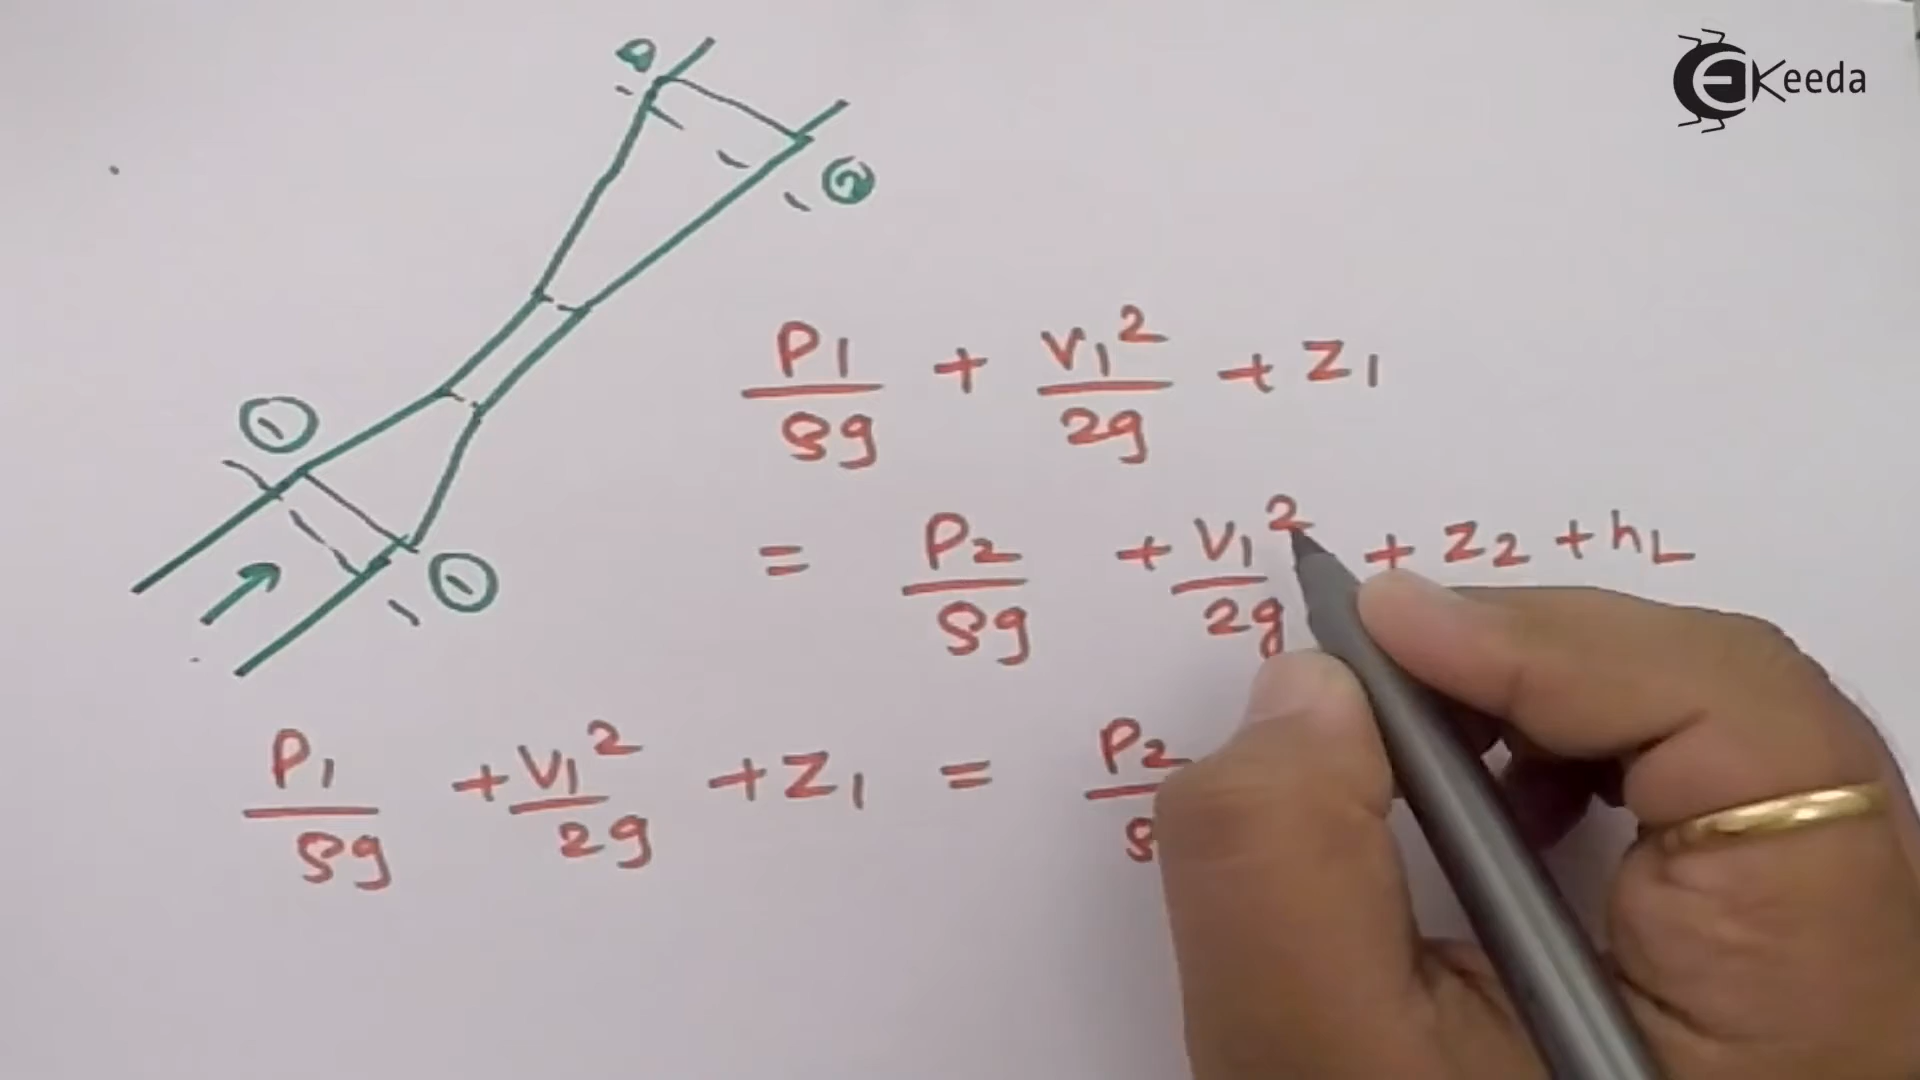 Keeda
2
2
1
1
P1/ρg + V1²/2g + Z1
= P2/ρg + V1²/2g + Z2 + hL
P1/ρg + V1²/2g + Z1 = P2